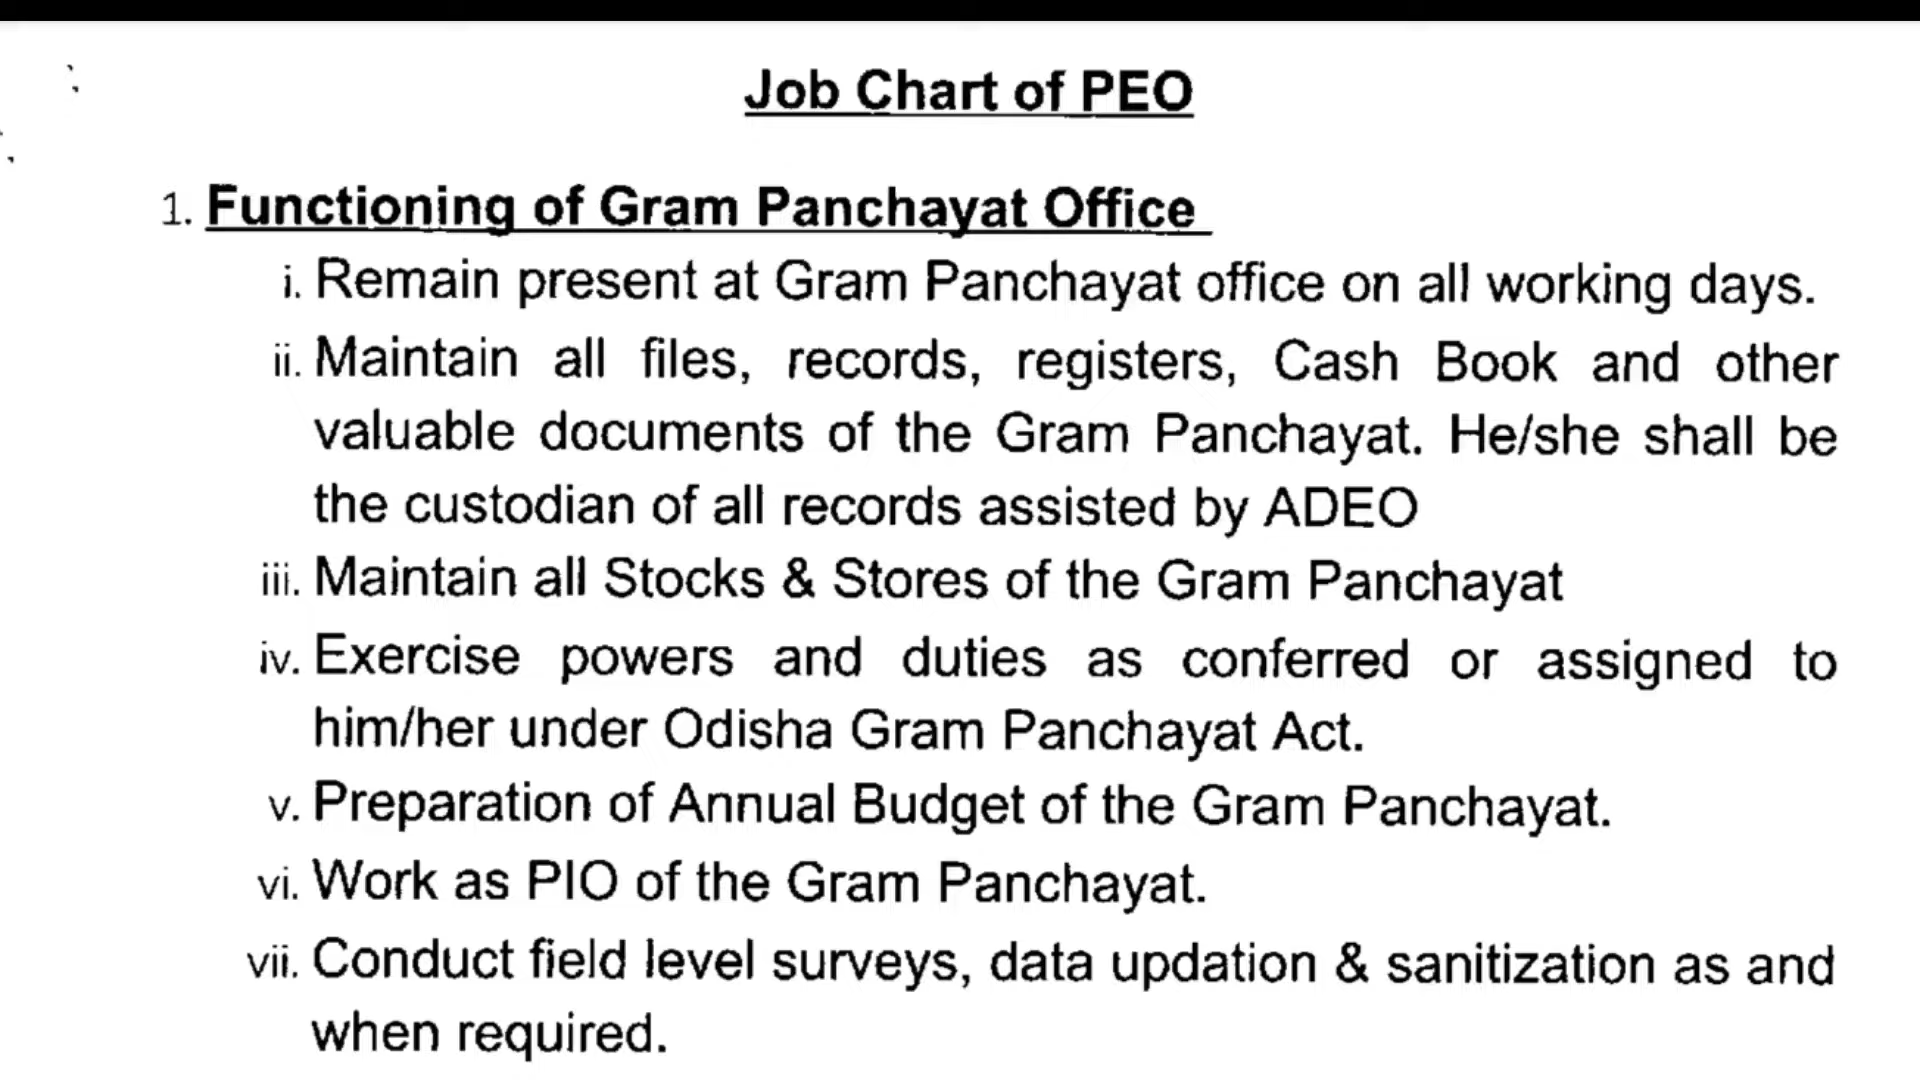 Job Chart of PEO
1. Functioning of Gram Panchayat Office
i. Remain present at Gram Panchayat office on all working days.
ii. Maintain all files, records, registers, Cash Book and other
valuable documents of the Gram Panchayat. He/she shall be
the custodian of all records assisted by ADEO
iii. Maintain all Stocks & Stores of the Gram Panchayat
iv. Exercise powers and duties as conferred or assigned to
him/her under Odisha Gram Panchayat Act.
v. Preparation of Annual Budget of the Gram Panchayat.
vi. Work as PIO of the Gram Panchayat.
vii. Conduct field level surveys, data updation & sanitization as and
when required.